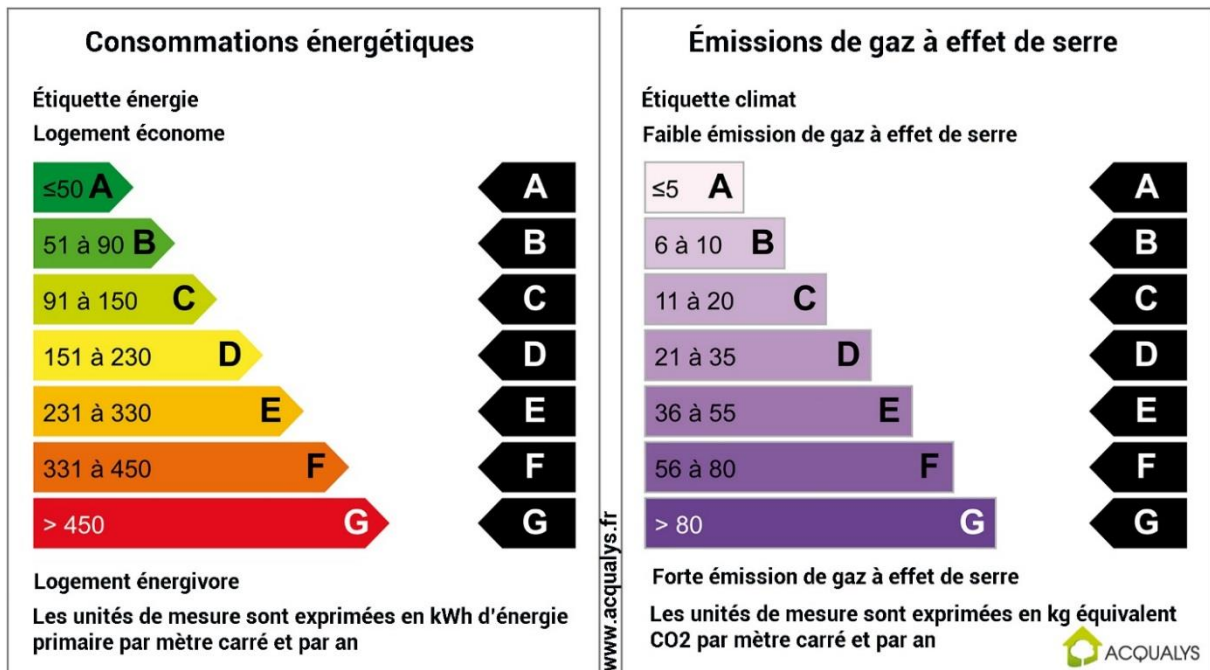 Consommations énergétiques
Étiquette énergie
Logement économe
≤50 A A
51 à 90 B B
91 à 150 C C
151 à 230 D D
231 à 330 E E
331 à 450 F F
> 450 G G
Logement énergivore
Les unités de mesure sont exprimées en kWh d'énergie
primaire par mètre carré et par an
www.acqualys.fr
Émissions de gaz à effet de serre
Étiquette climat
Faible émission de gaz à effet de serre
≤5 A A
6 à 10 B B
11 à 20 C C
21 à 35 D D
36 à 55 E E
56 à 80 F F
> 80 G G
Forte émission de gaz à effet de serre
Les unités de mesure sont exprimées en kg équivalent
CO2 par mètre carré et par an
ACQUALYS